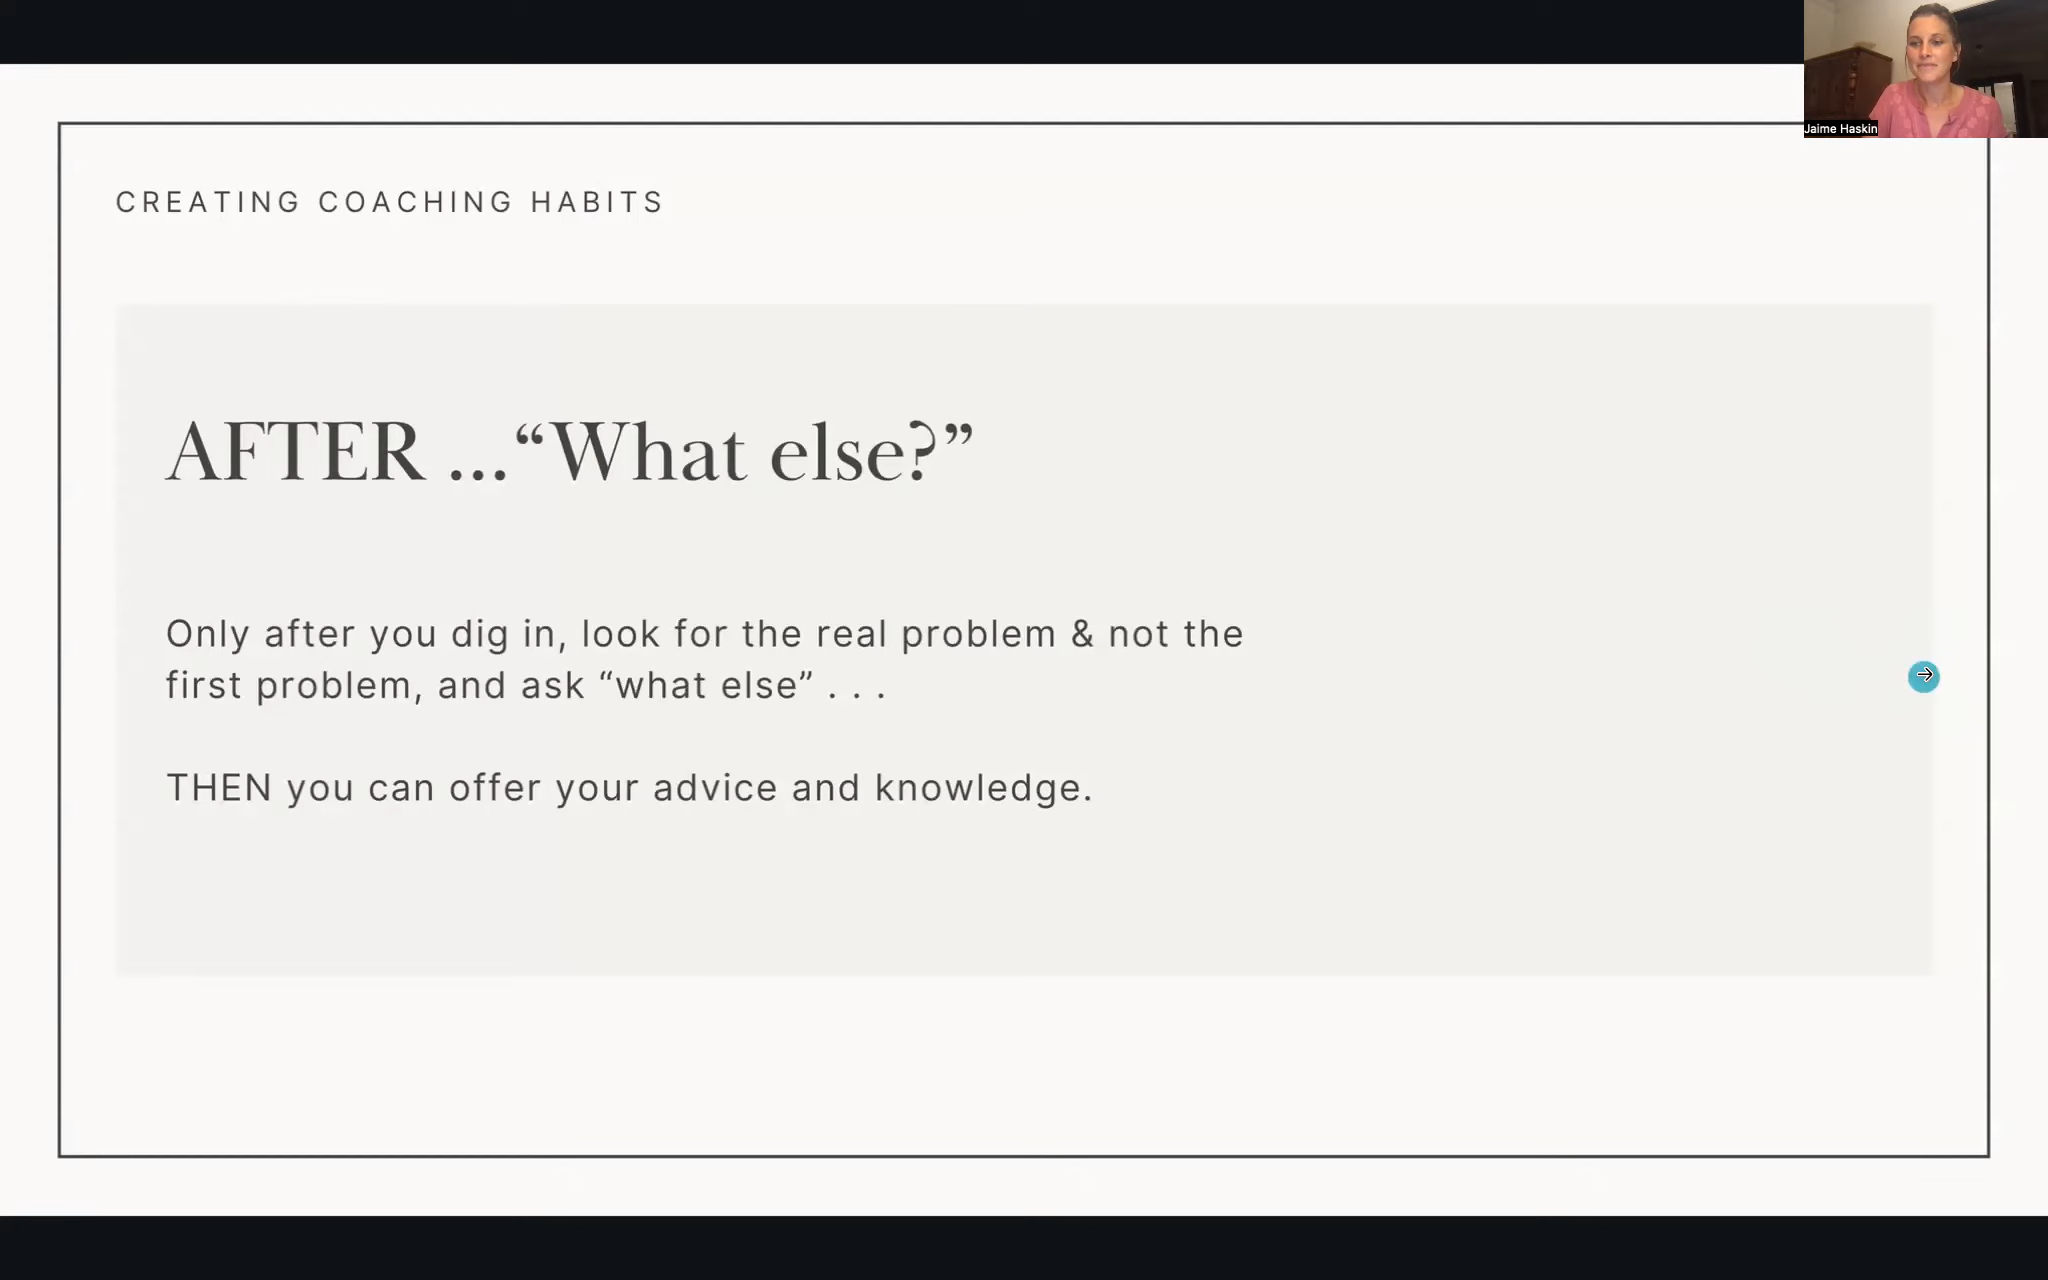 Jaime Haskin
CREATING COACHING HABITS
AFTER ...“What else?”
Only after you dig in, look for the real problem & not the
first problem, and ask “what else” . . .
THEN you can offer your advice and knowledge.